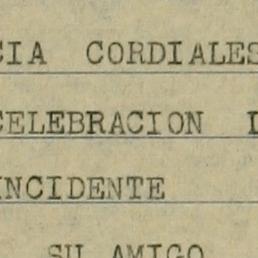 CIA CORDIALES
CELEBRACION D
INCIDENTE
SU AMIGO